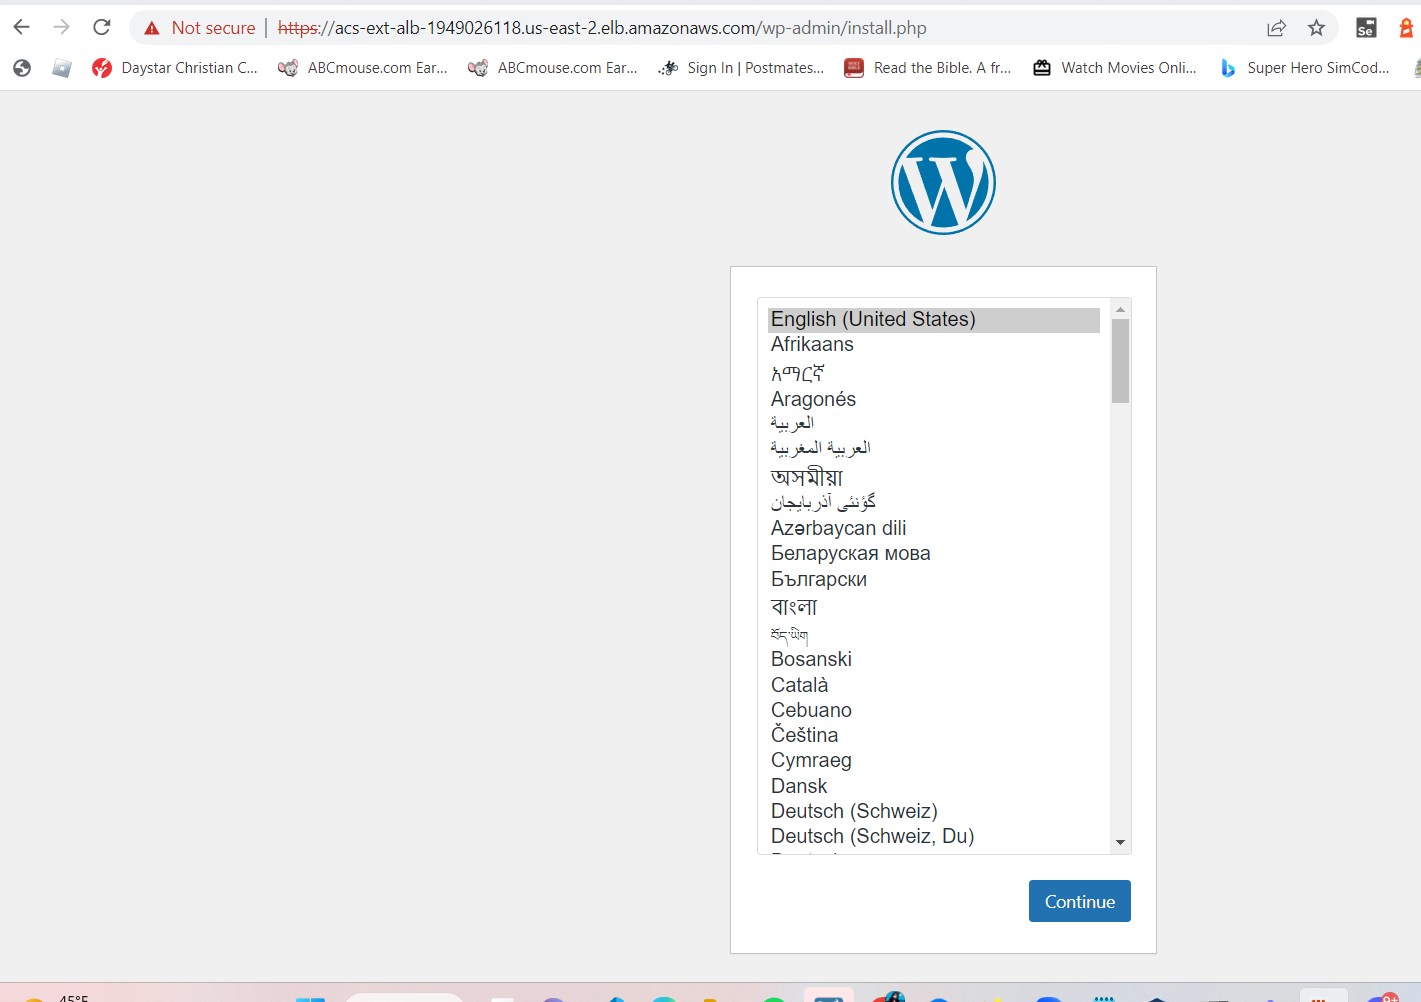 Not secure | https://acs-ext-alb-1949026118.us-east-2.elb.amazonaws.com/wp-admin/install.php
Se
Daystar Christian C... ABCmouse.com Ear... ABCmouse.com Ear... Sign In | Postmates... Read the Bible. A fr... Watch Movies Onli... Super Hero SimCod...
English (United States)
Afrikaans
አማርኛ
Aragonés
العربية
العربية المغربية
অসমীয়া
گؤنئی آذربایجان
Azərbaycan dili
Беларуская мова
Български
বাংলা
བོད་ཡིག
Bosanski
Català
Cebuano
Čeština
Cymraeg
Dansk
Deutsch (Schweiz)
Deutsch (Schweiz, Du)
Continue
45°F
9+